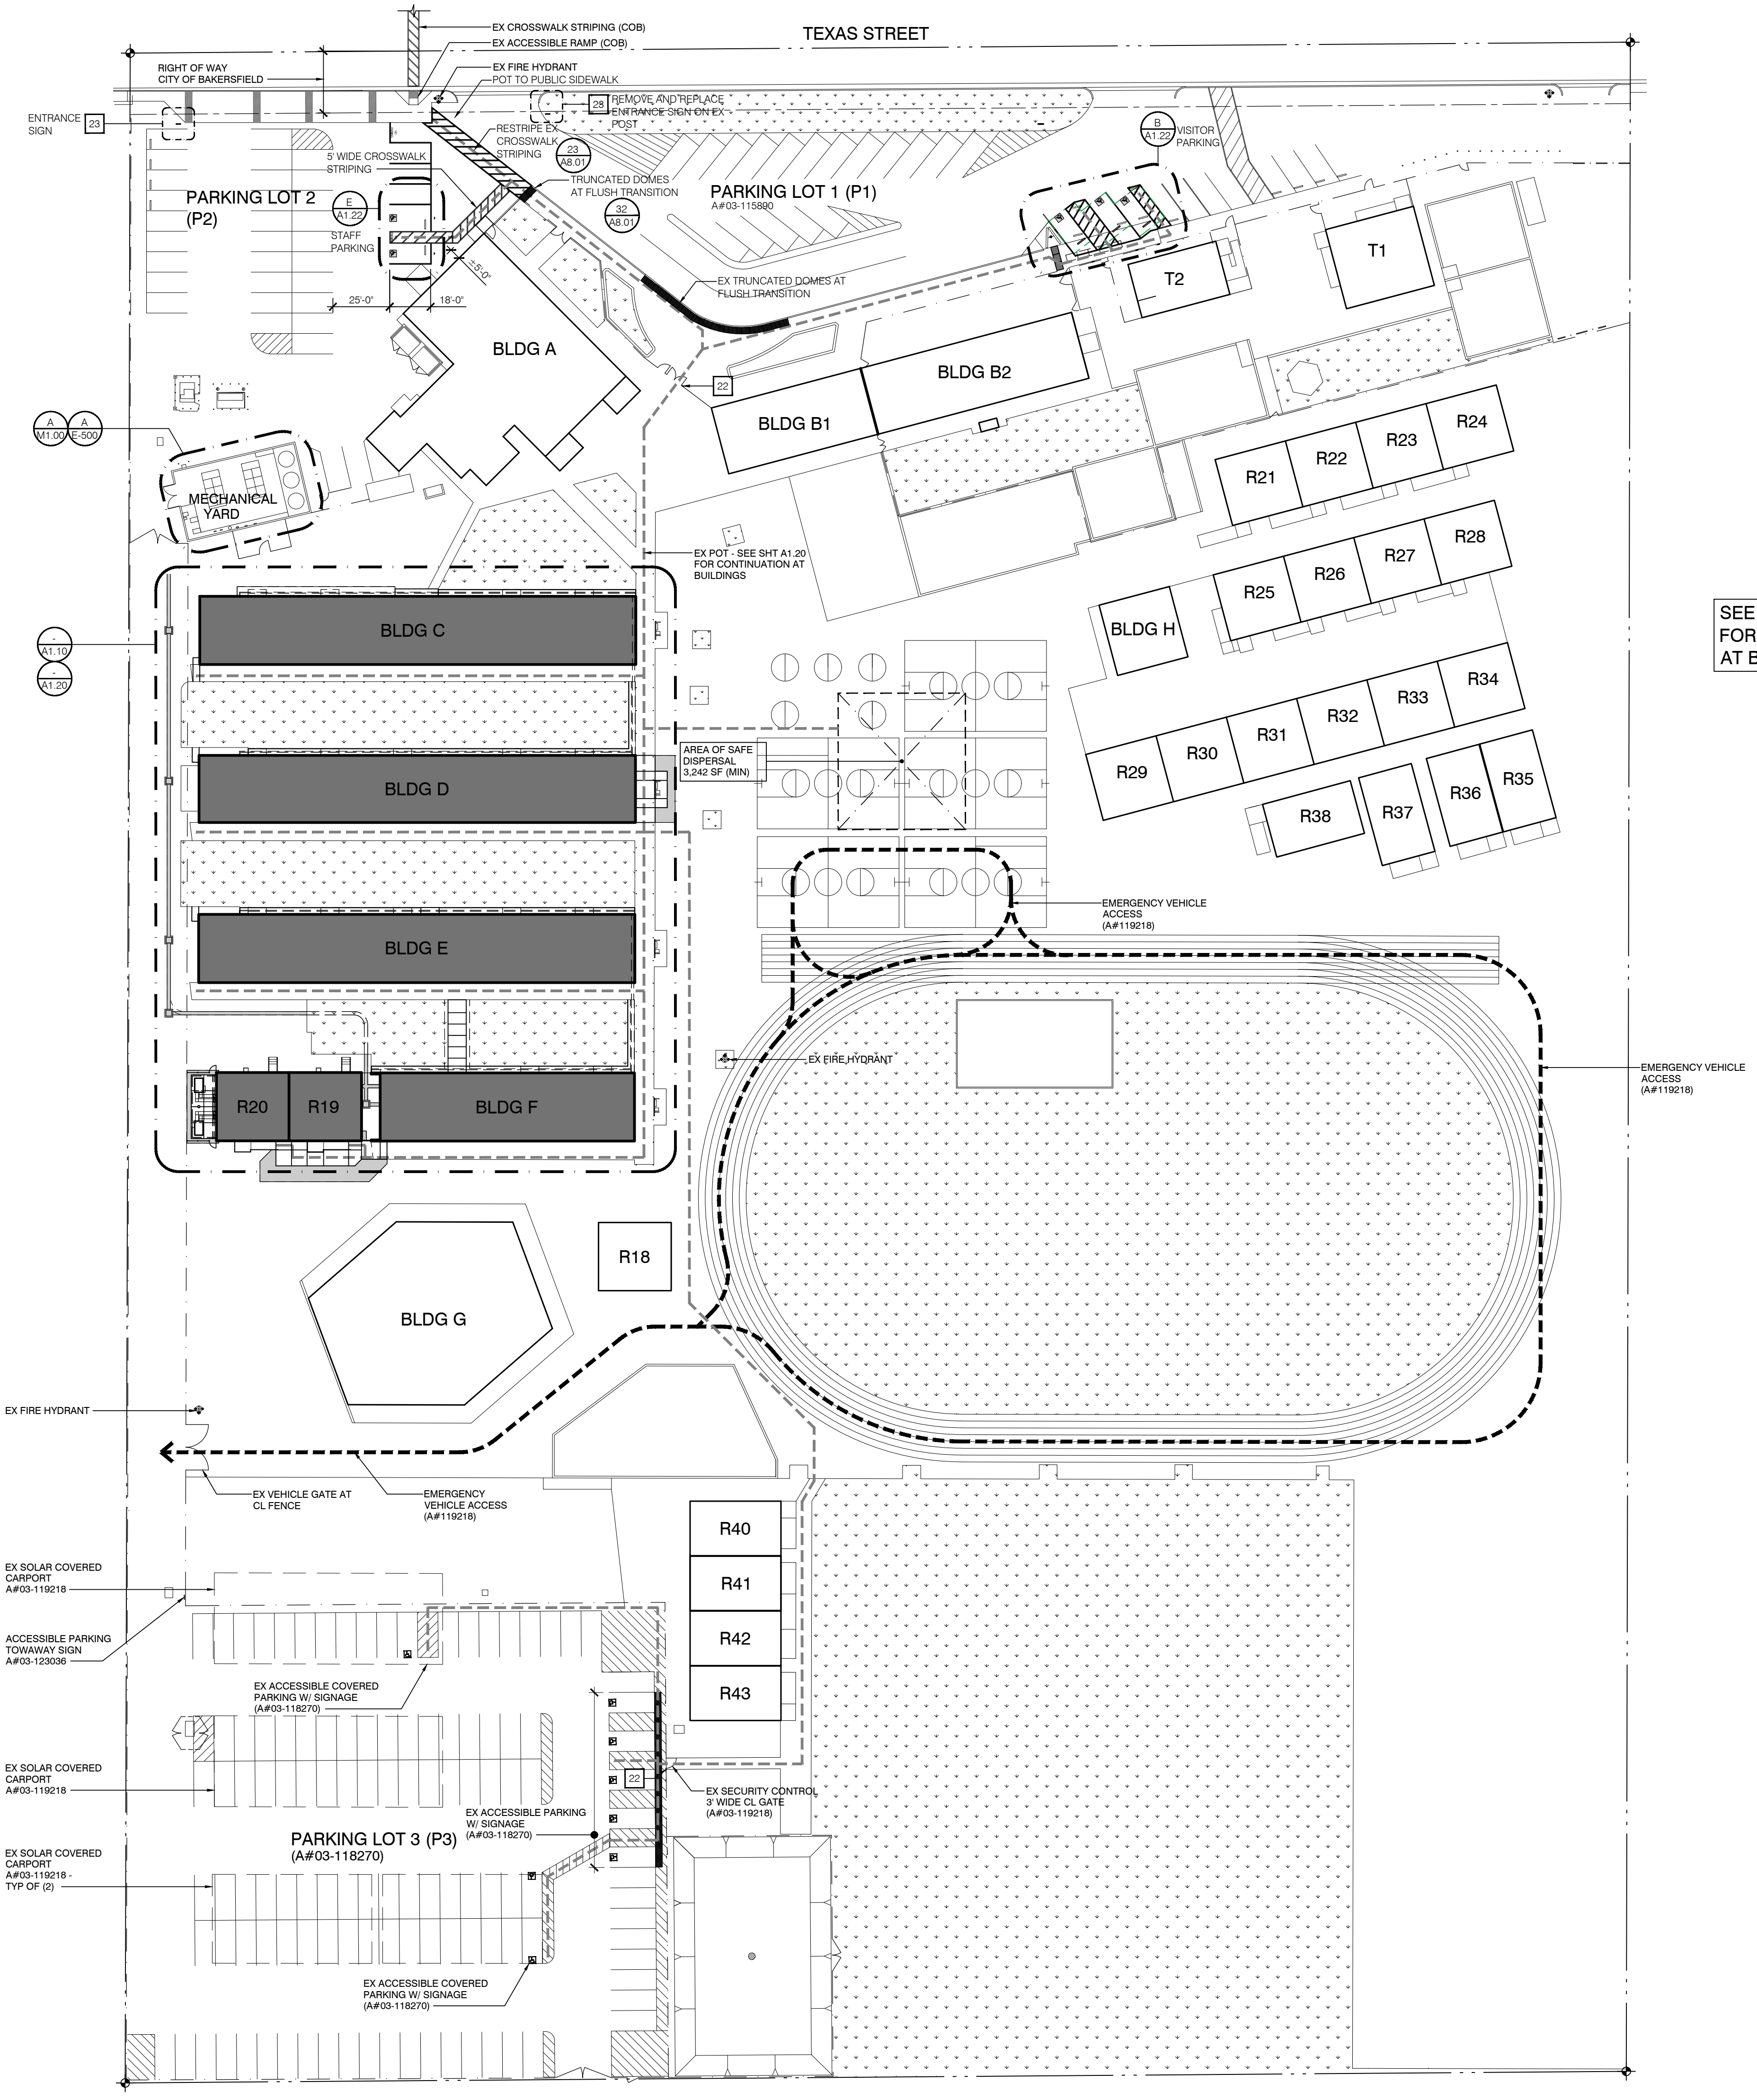 EX CROSSWALK STRIPING (COB)
TEXAS STREET
EX ACCESSIBLE RAMP (COB)
RIGHT OF WAY
CITY OF BAKERSFIELD
EX FIRE HYDRANT
POT TO PUBLIC SIDEWALK
ENTRANCE
SIGN
23
28
REMOVE AND REPLACE
ENTRANCE SIGN ON EX
POST
RESTRIPE EX
CROSSWALK
STRIPING
23
A8.01
B
A1.22
VISITOR
PARKING
5' WIDE CROSSWALK
STRIPING
TRUNCATED DOMES
AT FLUSH TRANSITION
32
A8.01
PARKING LOT 1 (P1)
A#03-115890
PARKING LOT 2
(P2)
E
A1.22
STAFF
PARKING
±5'-0"
25'-0"
18'-0"
EX TRUNCATED DOMES AT
FLUSH TRANSITION
T2
T1
BLDG A
22
BLDG B1
BLDG B2
A
M1.00
A
E-500
MECHANICAL
YARD
R21
R22
R23
R24
EX POT - SEE SHT A1.20
FOR CONTINUATION AT
BUILDINGS
R25
R26
R27
R28
BLDG H
SEE
FOR
AT B
-
A1.10
-
A1.20
BLDG C
AREA OF SAFE
DISPERSAL
3,242 SF (MIN)
R29
R30
R31
R32
R33
R34
BLDG D
R38
R37
R36
R35
EMERGENCY VEHICLE
ACCESS
(A#119218)
BLDG E
EX FIRE HYDRANT
EMERGENCY VEHICLE
ACCESS
(A#119218)
R20
R19
BLDG F
R18
BLDG G
EX FIRE HYDRANT
EX VEHICLE GATE AT
CL FENCE
EMERGENCY
VEHICLE ACCESS
(A#119218)
R40
R41
R42
R43
EX SOLAR COVERED
CARPORT
A#03-119218
ACCESSIBLE PARKING
TOWAWAY SIGN
A#03-123036
EX ACCESSIBLE COVERED
PARKING W/ SIGNAGE
(A#03-118270)
EX SOLAR COVERED
CARPORT
A#03-119218
22
EX SECURITY CONTROL
3' WIDE CL GATE
(A#03-119218)
EX ACCESSIBLE PARKING
W/ SIGNAGE
(A#03-118270)
PARKING LOT 3 (P3)
(A#03-118270)
EX SOLAR COVERED
CARPORT
A#03-119218 -
TYP OF (2)
EX ACCESSIBLE COVERED
PARKING W/ SIGNAGE
(A#03-118270)